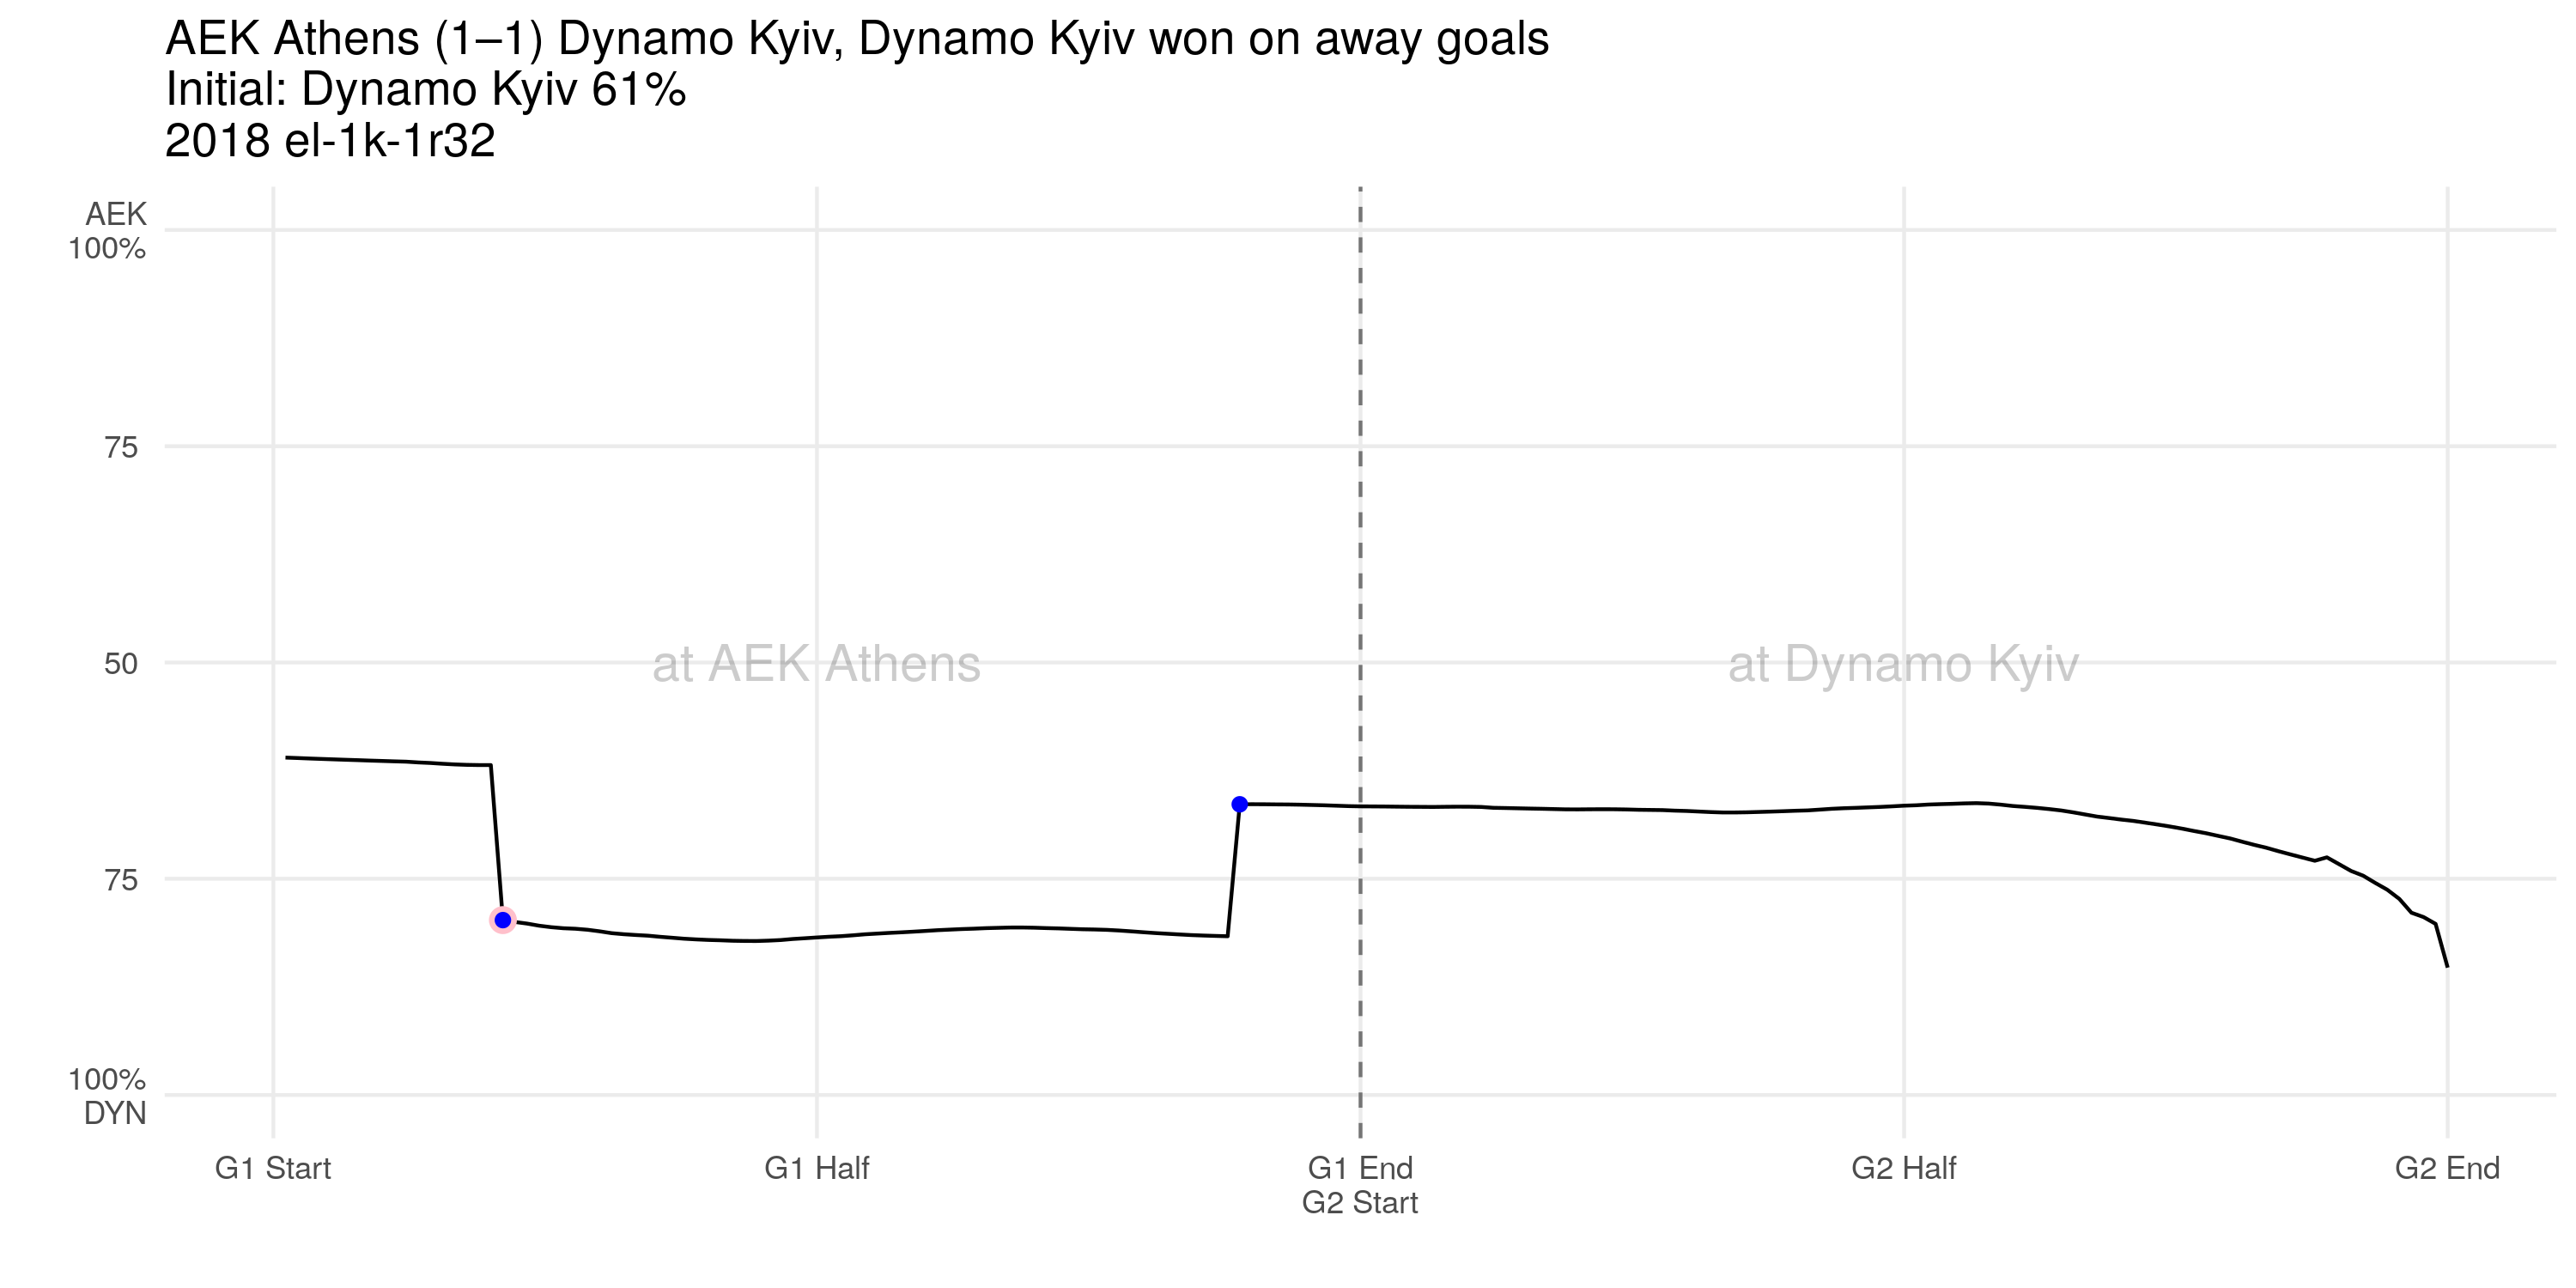 AEK Athens (1–1) Dynamo Kyiv, Dynamo Kyiv won on away goals
Initial: Dynamo Kyiv 61%
2018 el-1k-1r32
AEK
100%
75
50
75
100%
DYN
at AEK Athens
at Dynamo Kyiv
G1 Start
G1 Half
G1 End
G2 Start
G2 Half
G2 End